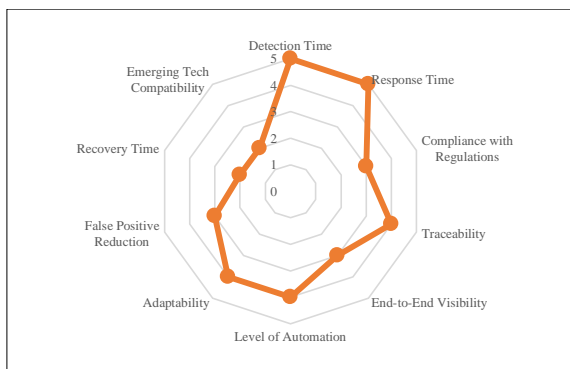 Detection Time
5
Emerging Tech
Compatibility
Response Time
4
3
Recovery Time
Compliance with
Regulations
2
1
0
False Positive
Reduction
Traceability
Adaptability
End-to-End Visibility
Level of Automation